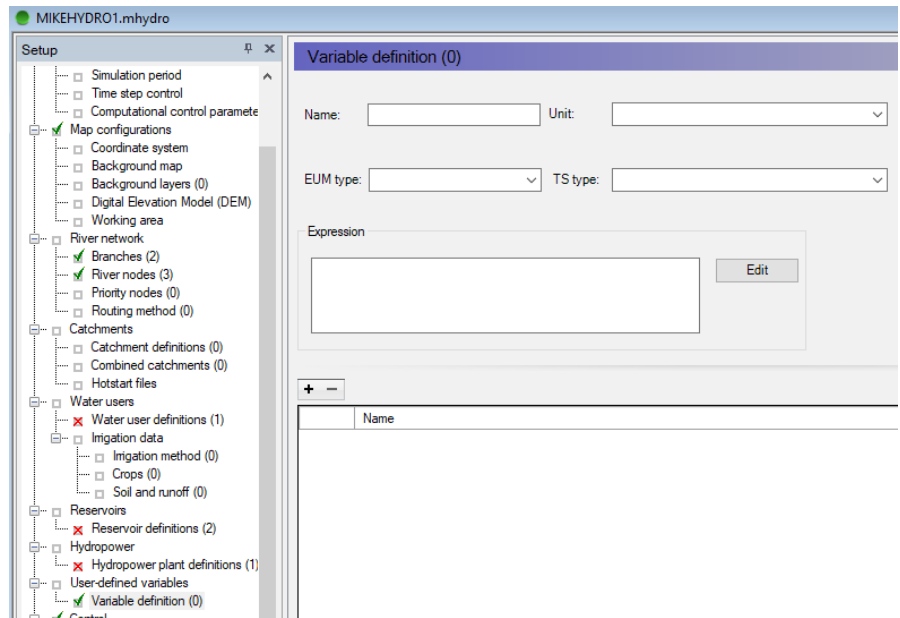 MIKEHYDRO1.mhydro
Setup
Simulation period
Time step control
Computational control paramete
Map configurations
Coordinate system
Background map
Background layers (0)
Digital Elevation Model (DEM)
Working area
River network
Branches (2)
River nodes (3)
Priority nodes (0)
Routing method (0)
Catchments
Catchment definitions (0)
Combined catchments (0)
Hotstart files
Water users
Water user definitions (1)
Irrigation data
Irrigation method (0)
Crops (0)
Soil and runoff (0)
Reservoirs
Reservoir definitions (2)
Hydropower
Hydropower plant definitions (1)
User-defined variables
Variable definition (0)
Control
Variable definition (0)
Name: Unit:
EUM type: TS type:
Expression
Edit
+ −
Name